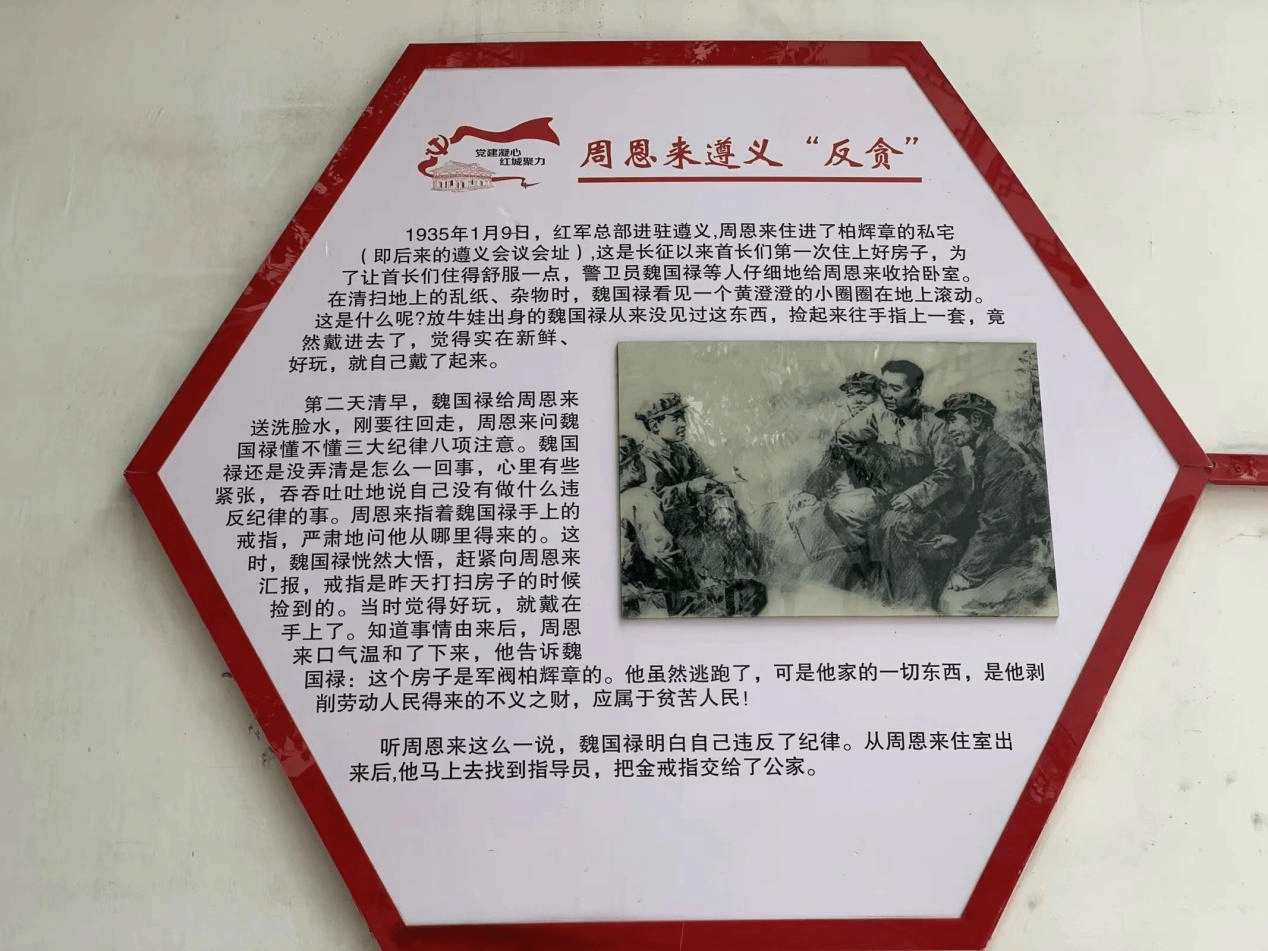 党建凝心
红城聚力
周恩来遵义“反贪”
1935年1月9日，红军总部进驻遵义,周恩来住进了柏辉章的私宅
（即后来的遵义会议会址）,这是长征以来首长们第一次住上好房子，为
了让首长们住得舒服一点，警卫员魏国禄等人仔细地给周恩来收拾卧室。
在清扫地上的乱纸、杂物时，魏国禄看见一个黄澄澄的小圈圈在地上滚动。
这是什么呢?放牛娃出身的魏国禄从来没见过这东西，捡起来往手指上一套，竟
然戴进去了，觉得实在新鲜、
好玩，就自己戴了起来。
第二天清早，魏国禄给周恩来
送洗脸水，刚要往回走，周恩来问魏
国禄懂不懂三大纪律八项注意。魏国
禄还是没弄清是怎么一回事，心里有些
紧张，吞吞吐吐地说自己没有做什么违
反纪律的事。周恩来指着魏国禄手上的
戒指，严肃地问他从哪里得来的。这
时，魏国禄恍然大悟，赶紧向周恩来
汇报，戒指是昨天打扫房子的时候
捡到的。当时觉得好玩，就戴在
手上了。知道事情由来后，周恩
来口气温和了下来，他告诉魏
国禄：这个房子是军阀柏辉章的。他虽然逃跑了，可是他家的一切东西，是他剥
削劳动人民得来的不义之财，应属于贫苦人民!
听周恩来这么一说，魏国禄明白自己违反了纪律。从周恩来住室出
来后,他马上去找到指导员，把金戒指交给了公家。